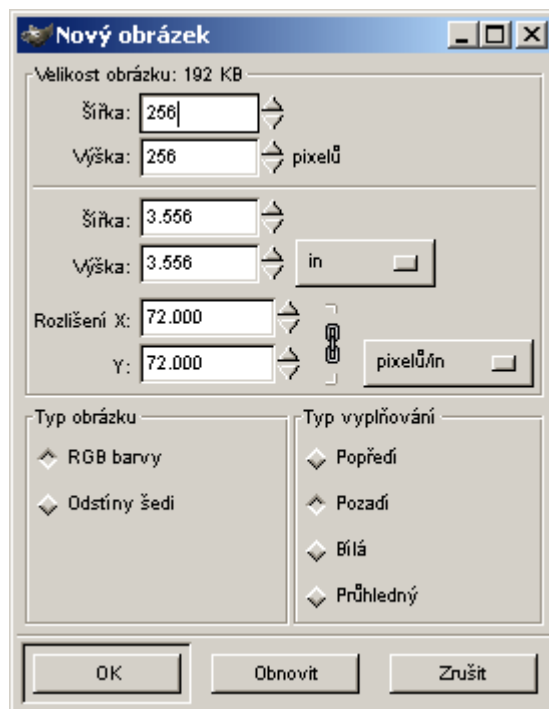 Nový obrázek
Velikost obrázku: 192 KB
Šířka: 256
Výška: 256 pixelů
Šířka: 3.556
Výška: 3.556 in
Rozlišení X: 72.000
Y: 72.000 pixelů/in
Typ obrázku
RGB barvy
Odstíny šedi
Typ vyplňování
Popředí
Pozadí
Bílá
Průhledný
OK Obnovit Zrušit